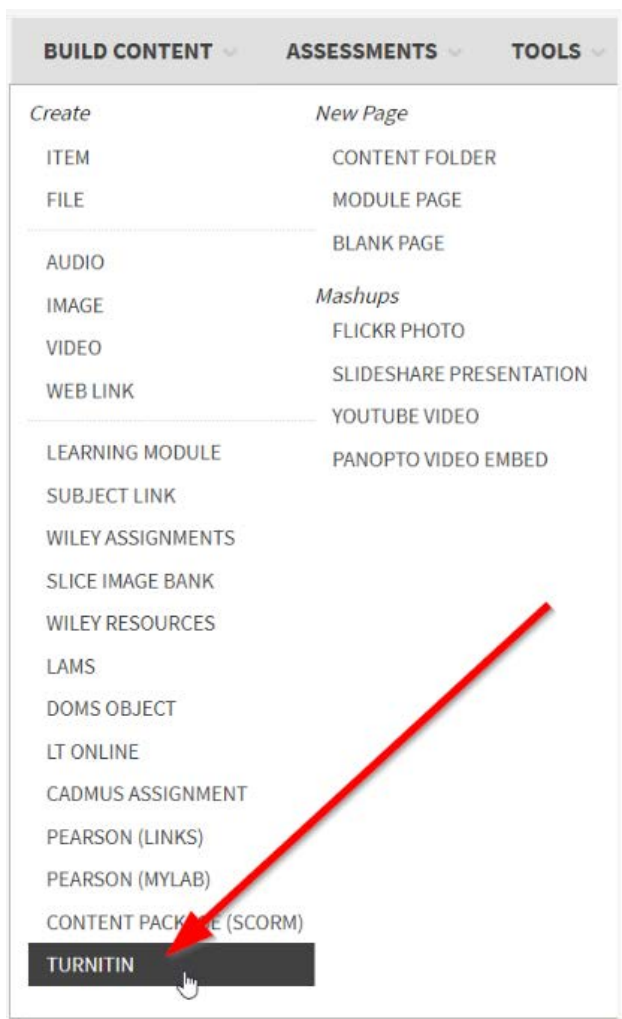 BUILD CONTENT ASSESSMENTS TOOLS
Create
ITEM
FILE
AUDIO
IMAGE
VIDEO
WEB LINK
LEARNING MODULE
SUBJECT LINK
WILEY ASSIGNMENTS
SLICE IMAGE BANK
WILEY RESOURCES
LAMS
DOMS OBJECT
LT ONLINE
CADMUS ASSIGNMENT
PEARSON (LINKS)
PEARSON (MYLAB)
CONTENT PACKAGE (SCORM)
TURNITIN
New Page
CONTENT FOLDER
MODULE PAGE
BLANK PAGE
Mashups
FLICKR PHOTO
SLIDESHARE PRESENTATION
YOUTUBE VIDEO
PANOPTO VIDEO EMBED